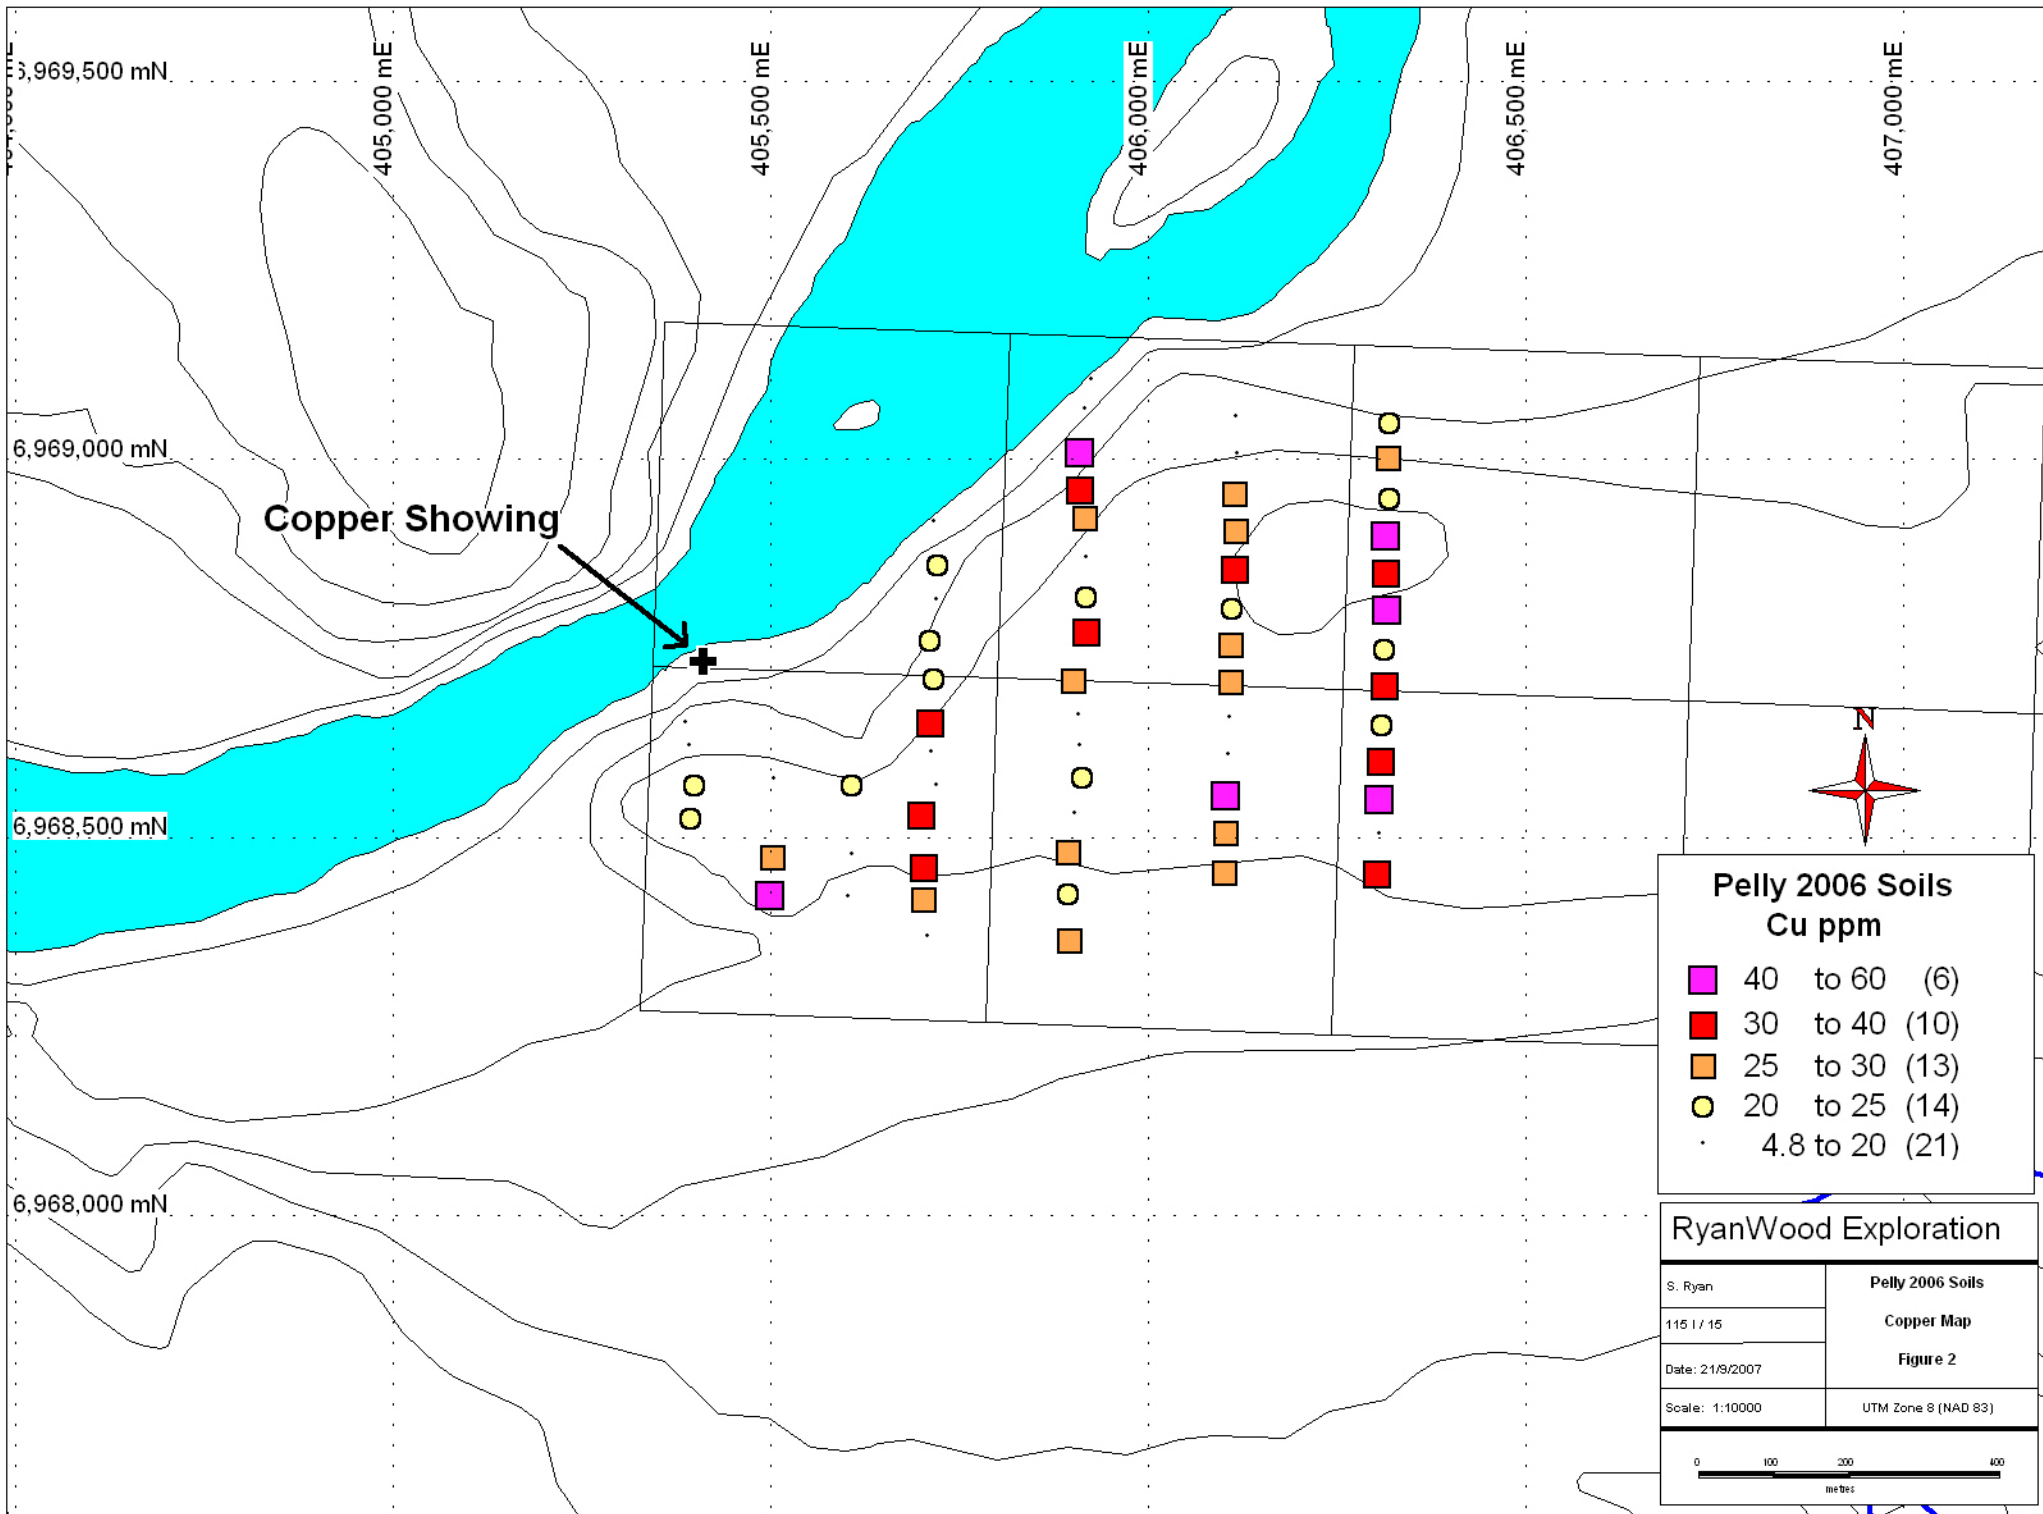 405,000 mE
405,500 mE
406,000 mE
406,500 mE
407,000 mE
6,969,500 mN
6,969,000 mN
Copper Showing
6,968,500 mN
6,968,000 mN
N
Pelly 2006 Soils
Cu ppm
40 to 60 (6)
30 to 40 (10)
25 to 30 (13)
20 to 25 (14)
4.8 to 20 (21)
RyanWood Exploration
S. Ryan
115 I / 15
Date: 21/9/2007
Scale: 1:10000
Pelly 2006 Soils
Copper Map
Figure 2
UTM Zone 8 (NAD 83)
0 100 200 400
metres